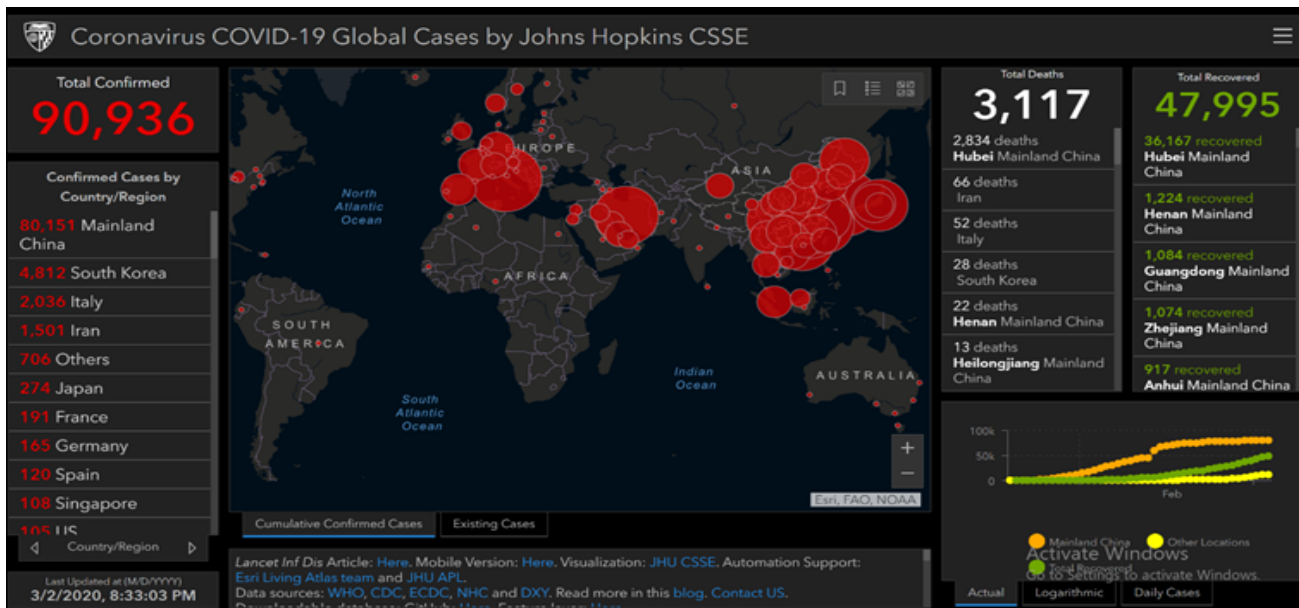 Coronavirus COVID-19 Global Cases by Johns Hopkins CSSE
Total Confirmed
90,936
Confirmed Cases by
Country/Region
80,151 Mainland
China
4,812 South Korea
2,036 Italy
1,501 Iran
706 Others
274 Japan
191 France
165 Germany
120 Spain
108 Singapore
105 US
Country/Region
Last Updated at (M/D/YYYY)
3/2/2020, 8:33:03 PM
EUROPE
ASIA
North
Atlantic
Ocean
AFRICA
SOUTH
AMERICA
Indian
Ocean
AUSTRALIA
South
Atlantic
Ocean
+
−
Esri, FAO, NOAA
Cumulative Confirmed Cases
Existing Cases
Lancet Inf Dis Article: Here. Mobile Version: Here. Visualization: JHU CSSE. Automation Support:
Esri Living Atlas team and JHU APL.
Data sources: WHO, CDC, ECDC, NHC and DXY. Read more in this blog. Contact US.
Downloadable database: GitHub: Here. Feature layer: Here.
Total Deaths
3,117
2,834 deaths
Hubei Mainland China
66 deaths
Iran
52 deaths
Italy
28 deaths
South Korea
22 deaths
Henan Mainland China
13 deaths
Heilongjiang Mainland
China
Total Recovered
47,995
36,167 recovered
Hubei Mainland
China
1,224 recovered
Henan Mainland
China
1,084 recovered
Guangdong Mainland
China
1,074 recovered
Zhejiang Mainland
China
917 recovered
Anhui Mainland China
100k
50k
0
Feb
Mainland China
Other Locations
Total Recovered
Activate Windows
Go to Settings to activate Windows.
Actual
Logarithmic
Daily Cases